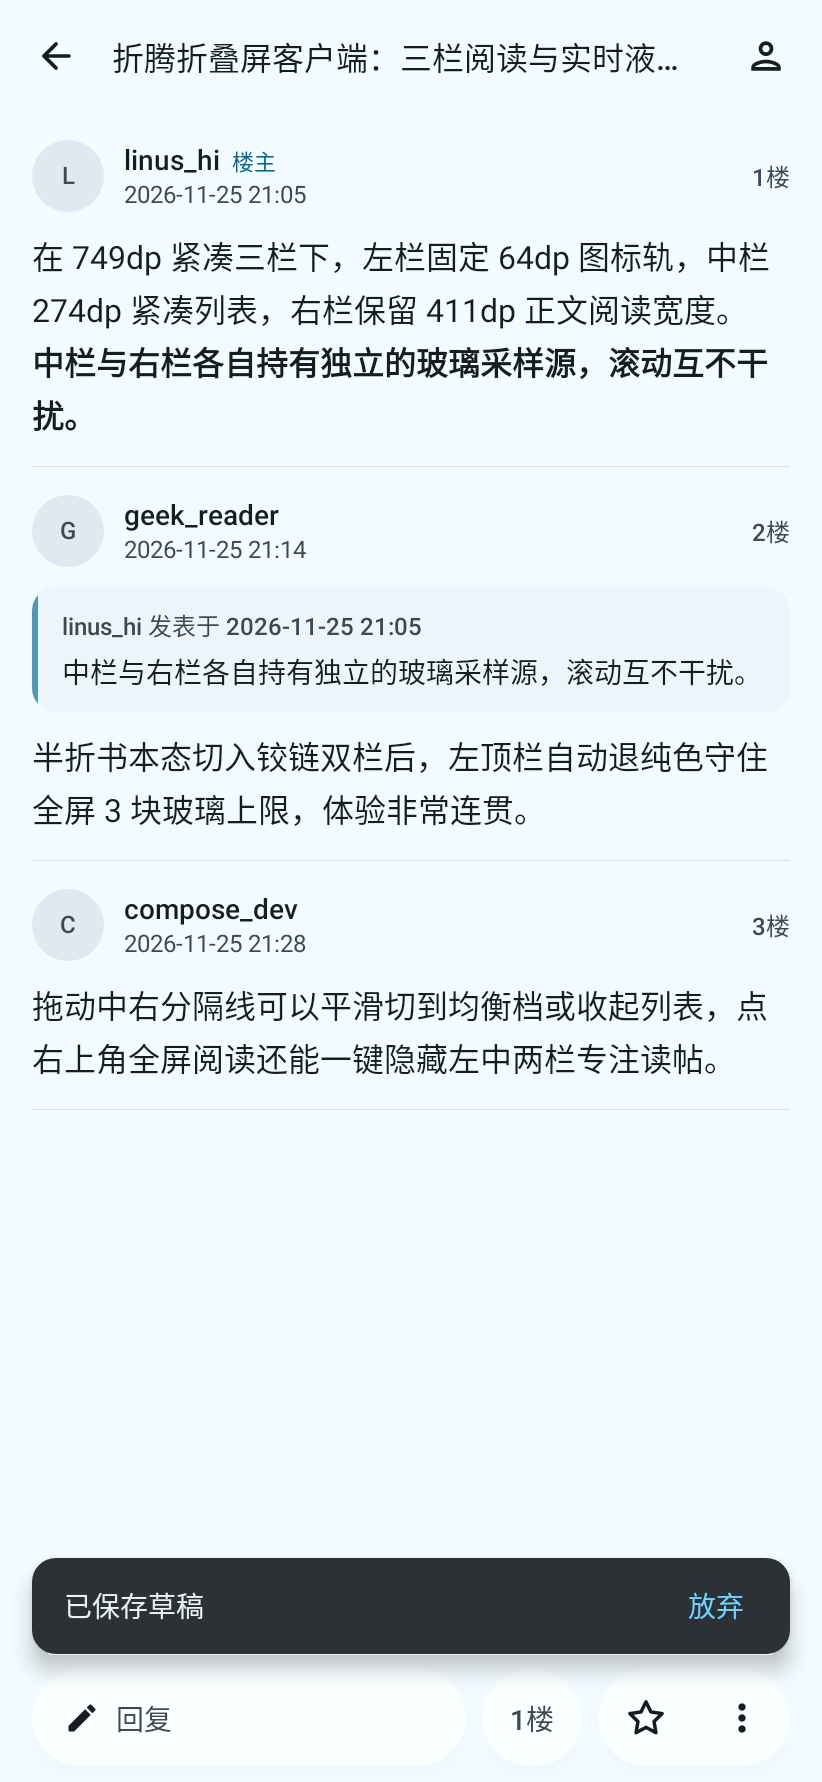 折腾折叠屏客户端：三栏阅读与实时液…
L
linus_hi 楼主
2026-11-25 21:05
1楼
在 749dp 紧凑三栏下，左栏固定 64dp 图标轨，中栏
274dp 紧凑列表，右栏保留 411dp 正文阅读宽度。
中栏与右栏各自持有独立的玻璃采样源，滚动互不干
扰。
G
geek_reader
2026-11-25 21:14
2楼
linus_hi 发表于 2026-11-25 21:05
中栏与右栏各自持有独立的玻璃采样源，滚动互不干扰。
半折书本态切入铰链双栏后，左顶栏自动退纯色守住
全屏 3 块玻璃上限，体验非常连贯。
C
compose_dev
2026-11-25 21:28
3楼
拖动中右分隔线可以平滑切到均衡档或收起列表，点
右上角全屏阅读还能一键隐藏左中两栏专注读帖。
已保存草稿
放弃
回复
1楼